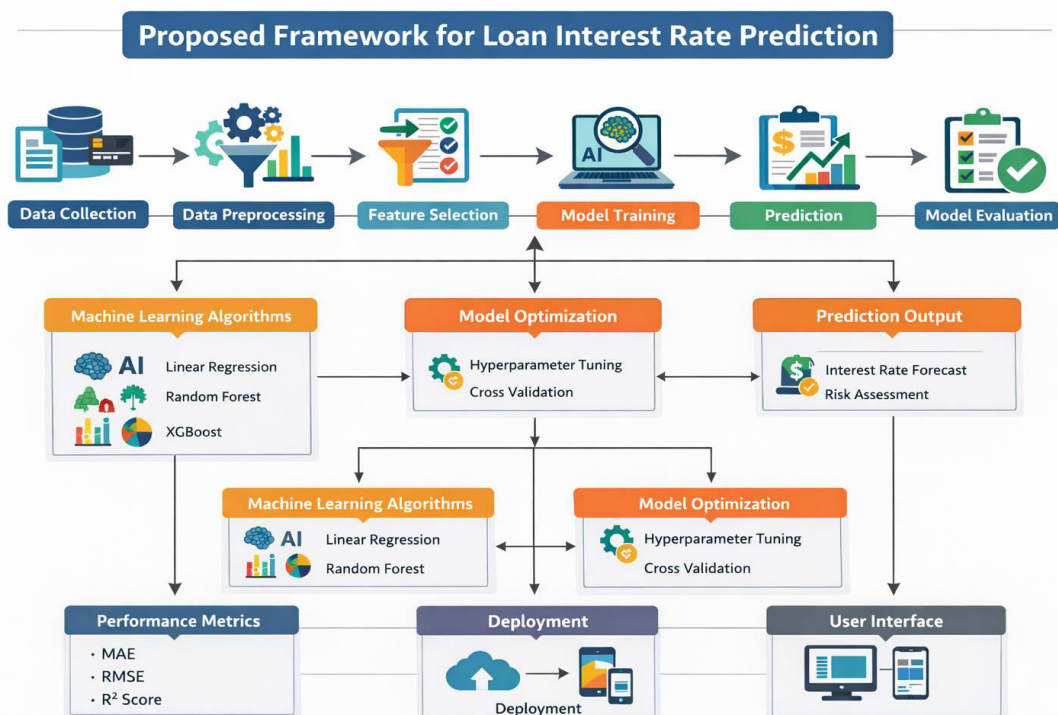 Proposed Framework for Loan Interest Rate Prediction
AI
$
Data Collection
Data Preprocessing
Feature Selection
Model Training
Prediction
Model Evaluation
Machine Learning Algorithms
AI
Linear Regression
Random Forest
XGBoost
Model Optimization
Hyperparameter Tuning
Cross Validation
Prediction Output
$
Interest Rate Forecast
Risk Assessment
Machine Learning Algorithms
AI
Linear Regression
Random Forest
Model Optimization
Hyperparameter Tuning
Cross Validation
Performance Metrics
· MAE
· RMSE
· R² Score
Deployment
Deployment
User Interface